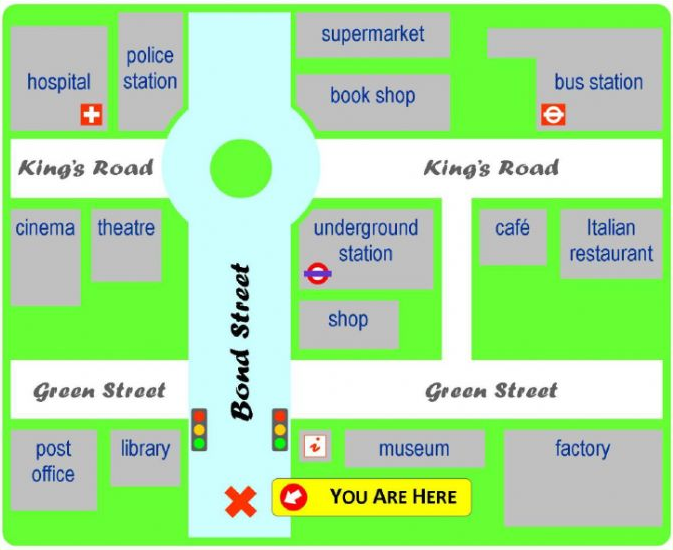 supermarket
police
station
hospital
book shop
bus station
King's Road
King's Road
cinema
theatre
underground
station
café
Italian
restaurant
shop
Bond Street
Green Street
Green Street
post
office
library
i
museum
factory
YOU ARE HERE